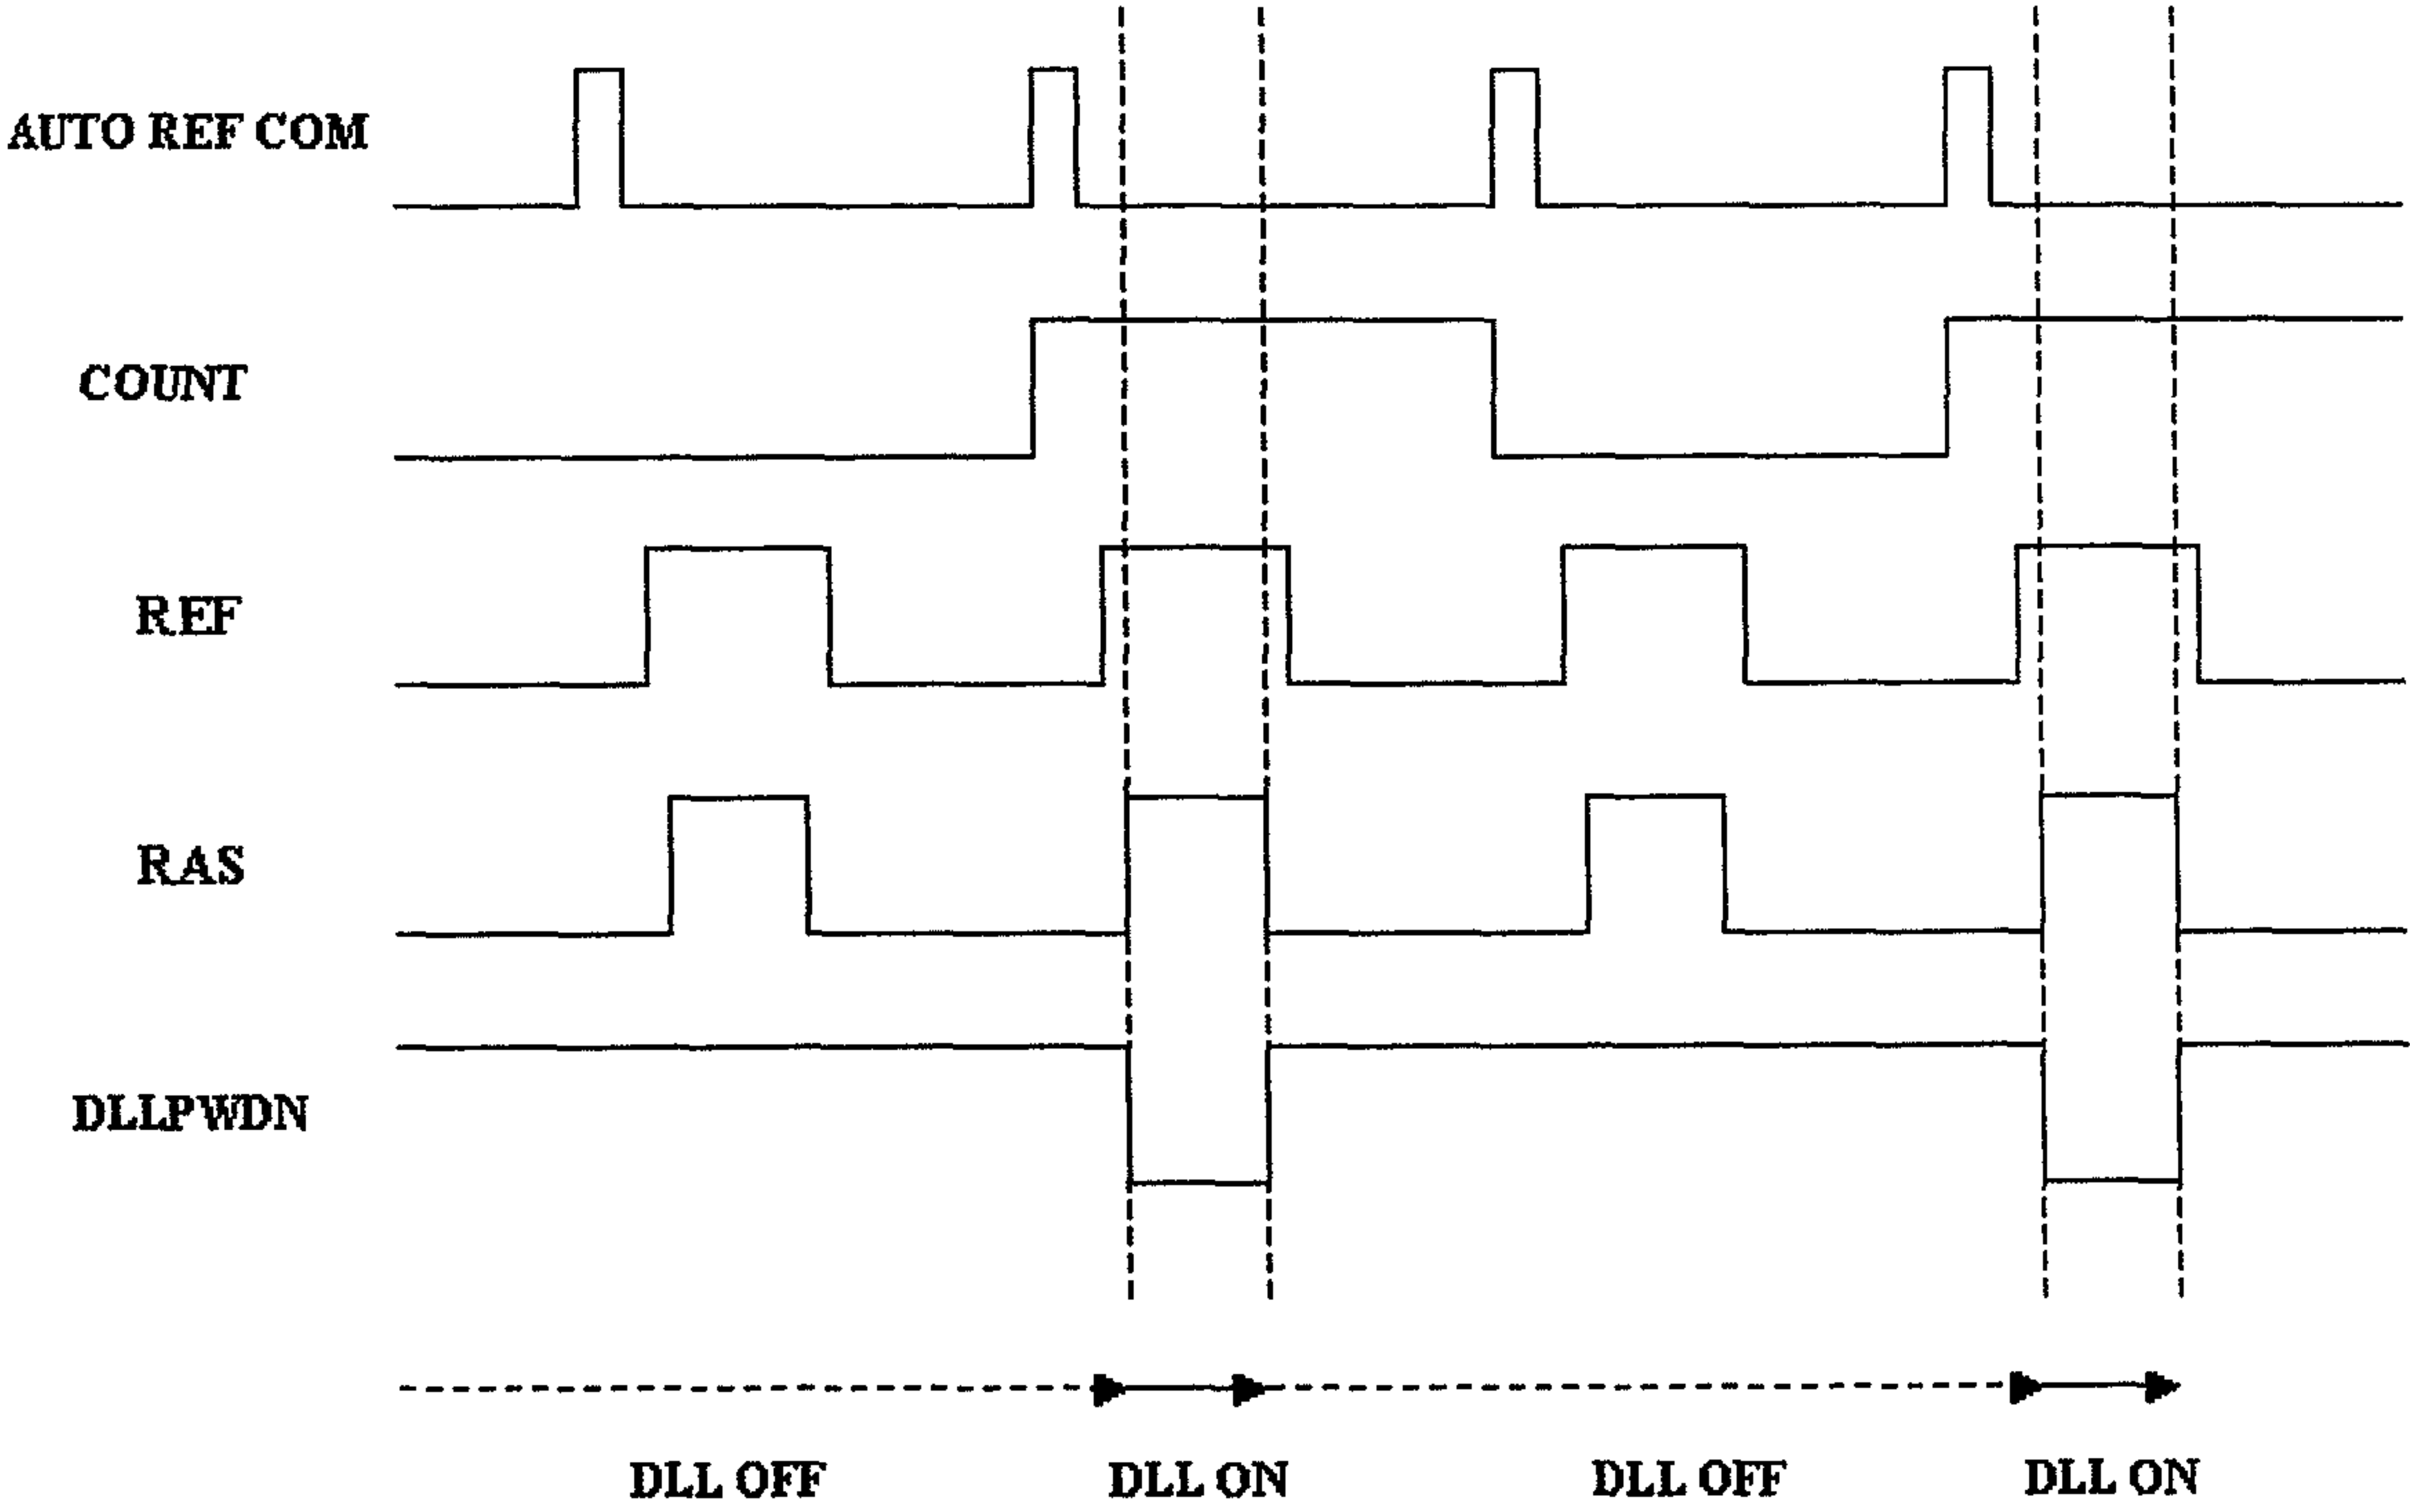 AUTO REF COM
COUNT
REF
RAS
DLLPWDN
DLL OFF DLL ON DLL OFF DLL ON